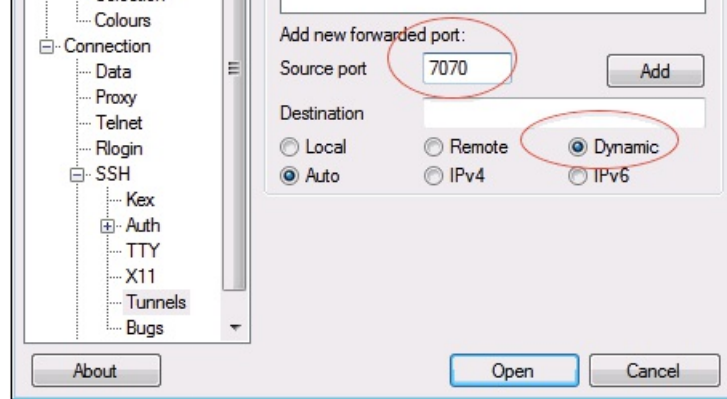 Colours
Connection
Data
Proxy
Telnet
Rlogin
SSH
Kex
Auth
TTY
X11
Tunnels
Bugs
Add new forwarded port:
Source port 7070 Add
Destination
Local Remote Dynamic
Auto IPv4 IPv6
About Open Cancel